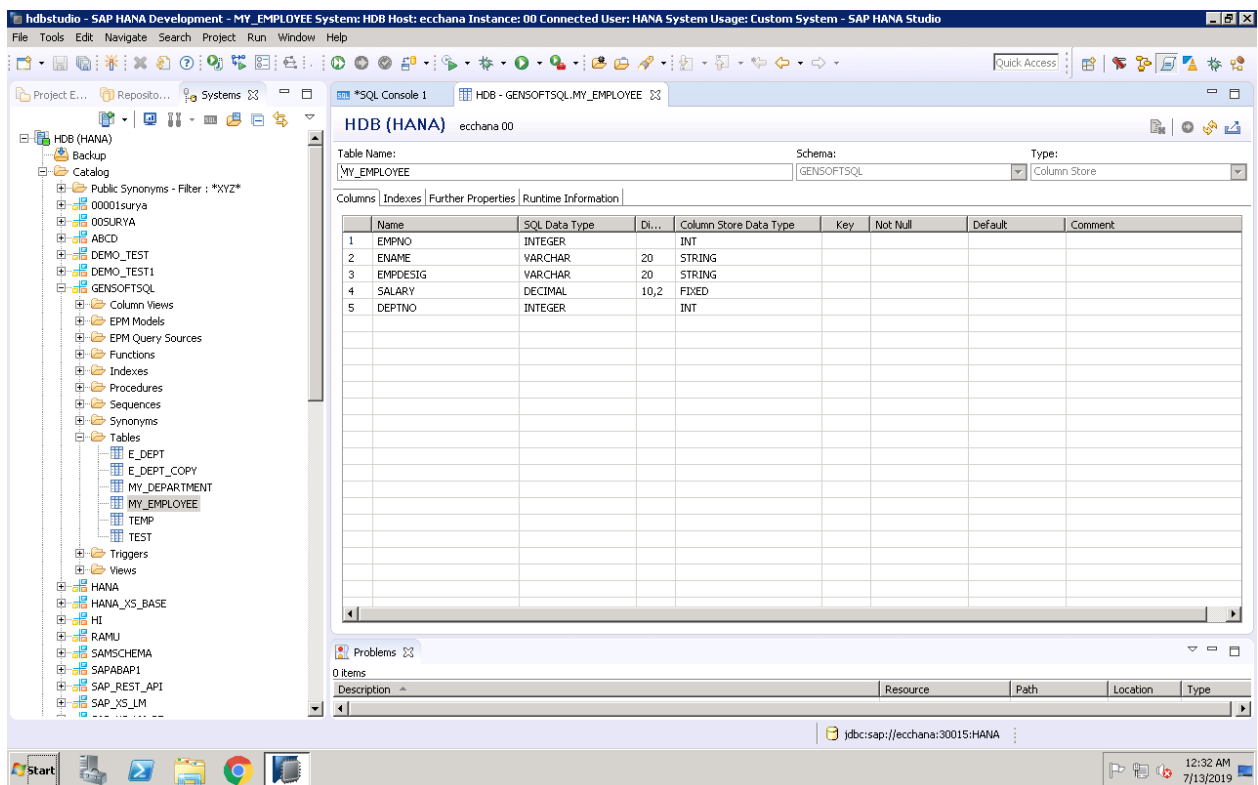 hdbstudio - SAP HANA Development - MY_EMPLOYEE System: HDB Host: ecchana Instance: 00 Connected User: HANA System Usage: Custom System - SAP HANA Studio
File Tools Edit Navigate Search Project Run Window Help
Quick Access
Project E... Reposito... Systems
*SQL Console 1 HDB - GENSOFTSQL.MY_EMPLOYEE
HDB (HANA)
Backup
Catalog
Public Synonyms - Filter : *XYZ*
00001surya
00SURYA
ABCD
DEMO_TEST
DEMO_TEST1
GENSOFTSQL
Column Views
EPM Models
EPM Query Sources
Functions
Indexes
Procedures
Sequences
Synonyms
Tables
E_DEPT
E_DEPT_COPY
MY_DEPARTMENT
MY_EMPLOYEE
TEMP
TEST
Triggers
Views
HANA
HANA_XS_BASE
HI
RAMU
SAMSCHEMA
SAPABAP1
SAP_REST_API
SAP_XS_LM
HDB (HANA) ecchana 00
Table Name: Schema: Type:
MY_EMPLOYEE GENSOFTSQL Column Store
Columns Indexes Further Properties Runtime Information
Name SQL Data Type Di... Column Store Data Type Key Not Null Default Comment
1 EMPNO INTEGER INT
2 ENAME VARCHAR 20 STRING
3 EMPDESIG VARCHAR 20 STRING
4 SALARY DECIMAL 10,2 FIXED
5 DEPTNO INTEGER INT
Problems
0 items
Description Resource Path Location Type
jdbc:sap://ecchana:30015:HANA
Start
12:32 AM
7/13/2019